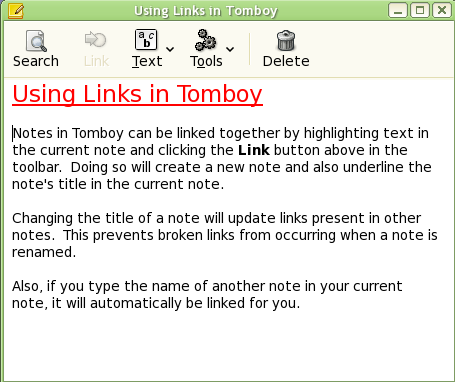 Using Links in Tomboy
Search Link Text Tools Delete
Using Links in Tomboy
Notes in Tomboy can be linked together by highlighting text in
the current note and clicking the Link button above in the
toolbar.  Doing so will create a new note and also underline the
note's title in the current note.
Changing the title of a note will update links present in other
notes.  This prevents broken links from occurring when a note is
renamed.
Also, if you type the name of another note in your current
note, it will automatically be linked for you.